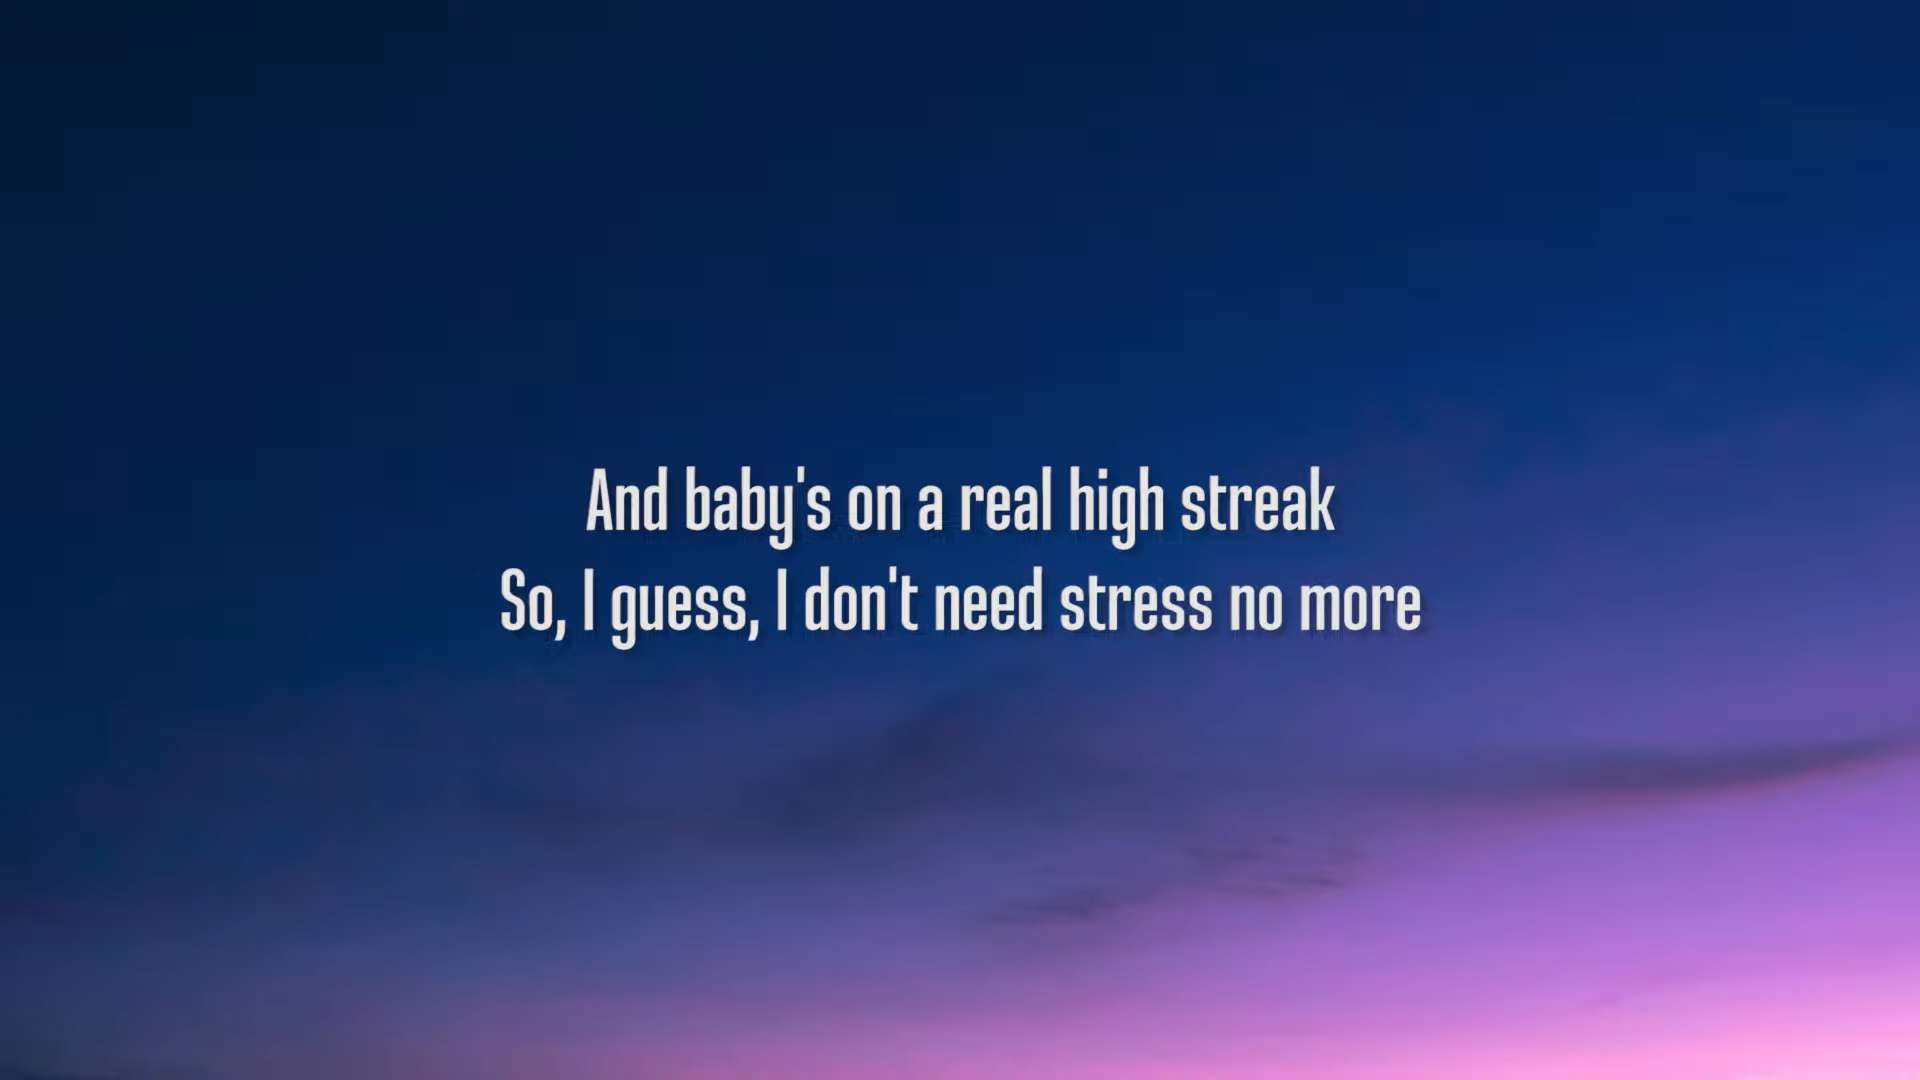 And baby's on a real high streak
So, I guess, I don't need stress no more